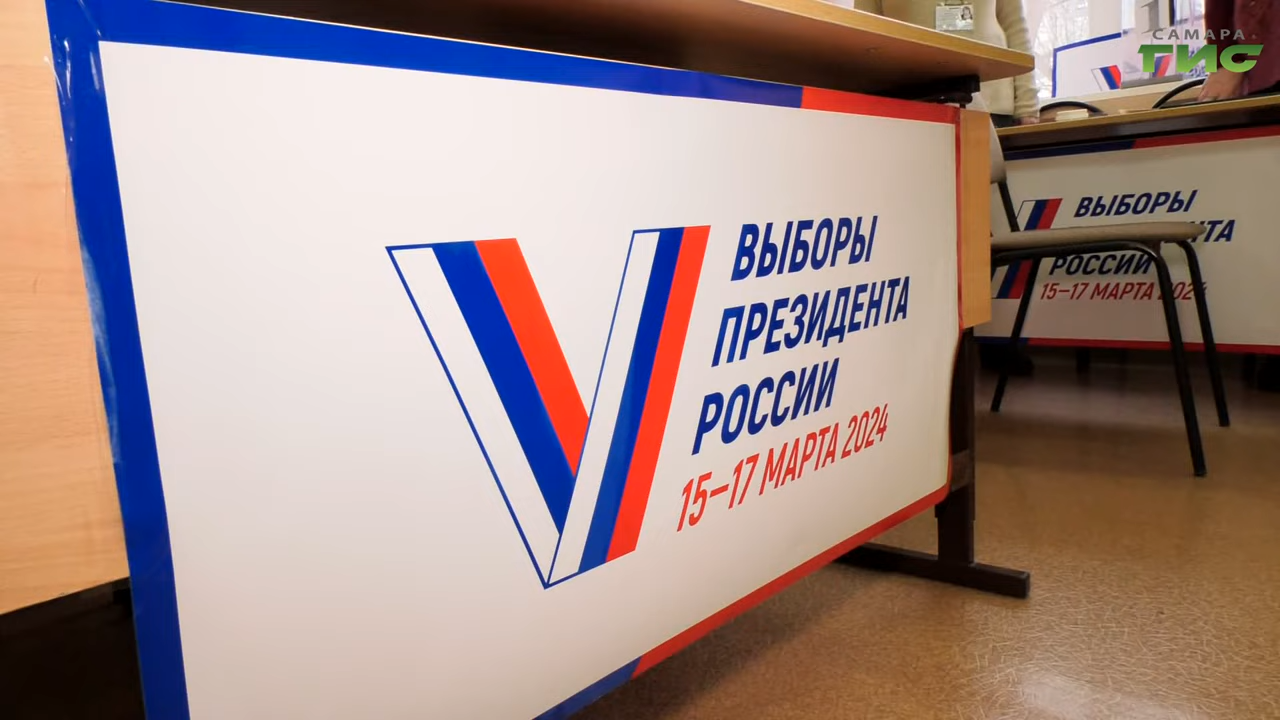 САМАРА
ГИС
ВЫБОРЫ
ПРЕЗИДЕНТА
РОССИИ
15–17 МАРТА 2024
ВЫБОРЫ
РОССИИ
15–17 МАРТА 2024